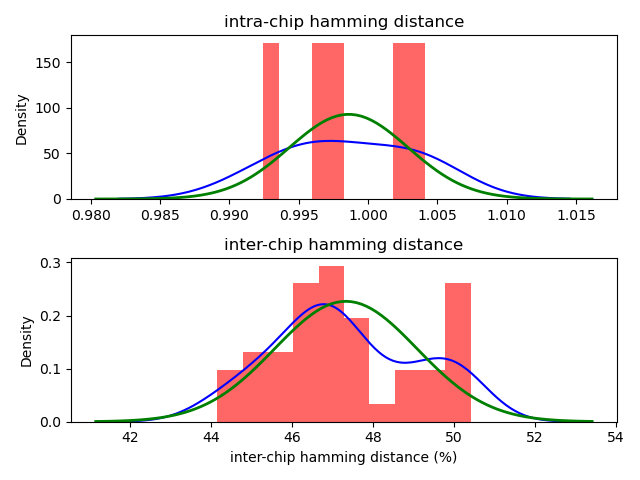 intra-chip hamming distance
150
100
50
0
Density
0.980 0.985 0.990 0.995 1.000 1.005 1.010 1.015
inter-chip hamming distance
0.3
0.2
0.1
0.0
Density
42 44 46 48 50 52 54
inter-chip hamming distance (%)